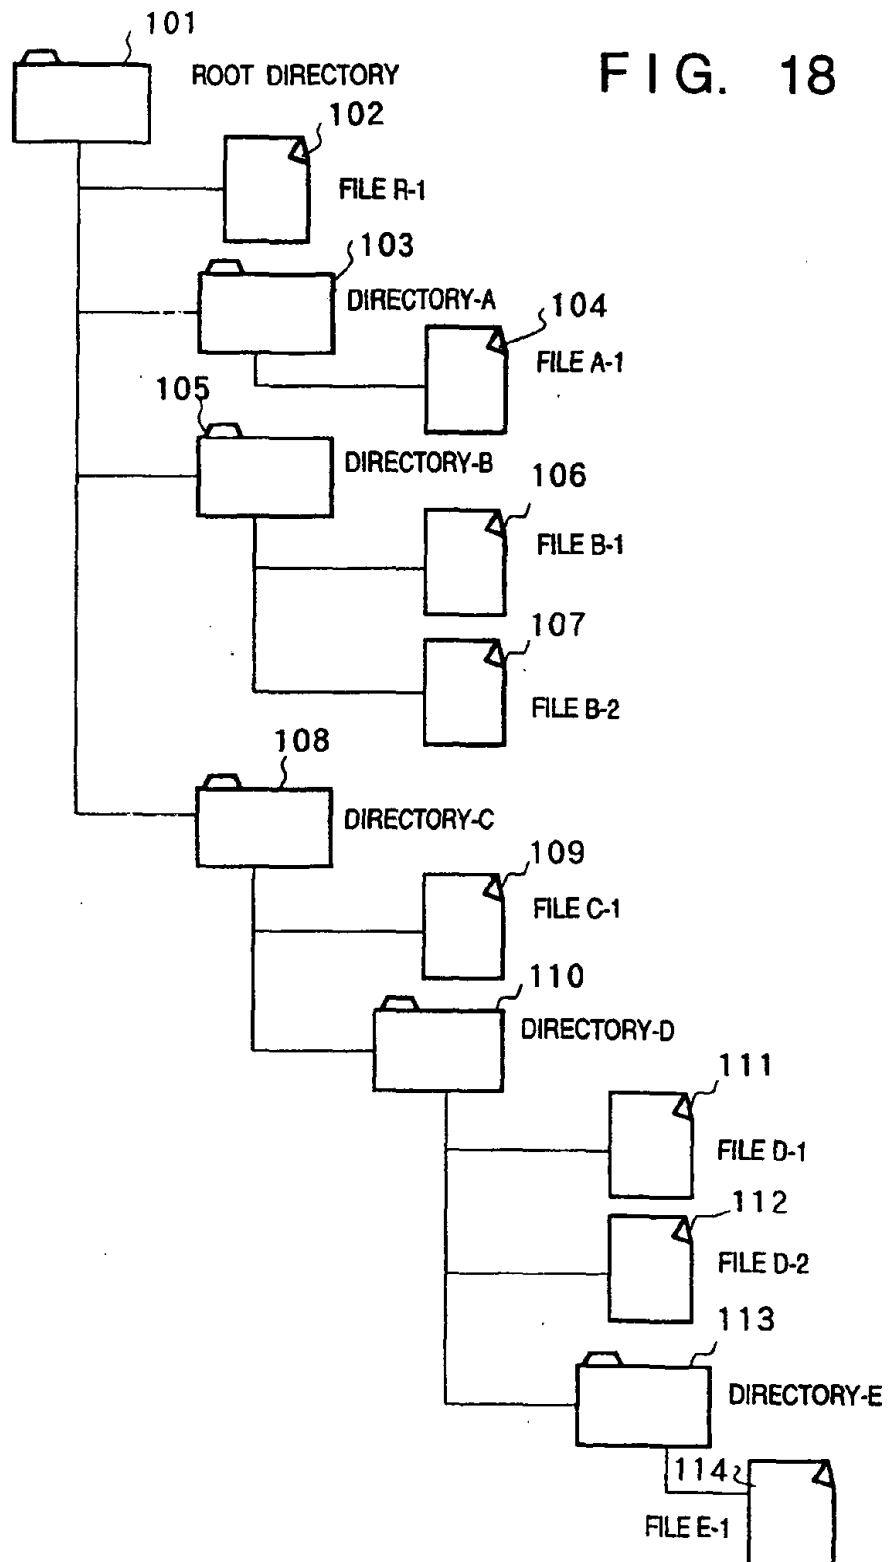 101
ROOT DIRECTORY
FIG. 18
102
FILE R-1
103
DIRECTORY-A
104
FILE A-1
105
DIRECTORY-B
106
FILE B-1
107
FILE B-2
108
DIRECTORY-C
109
FILE C-1
110
DIRECTORY-D
111
FILE D-1
112
FILE D-2
113
DIRECTORY-E
114
FILE E-1